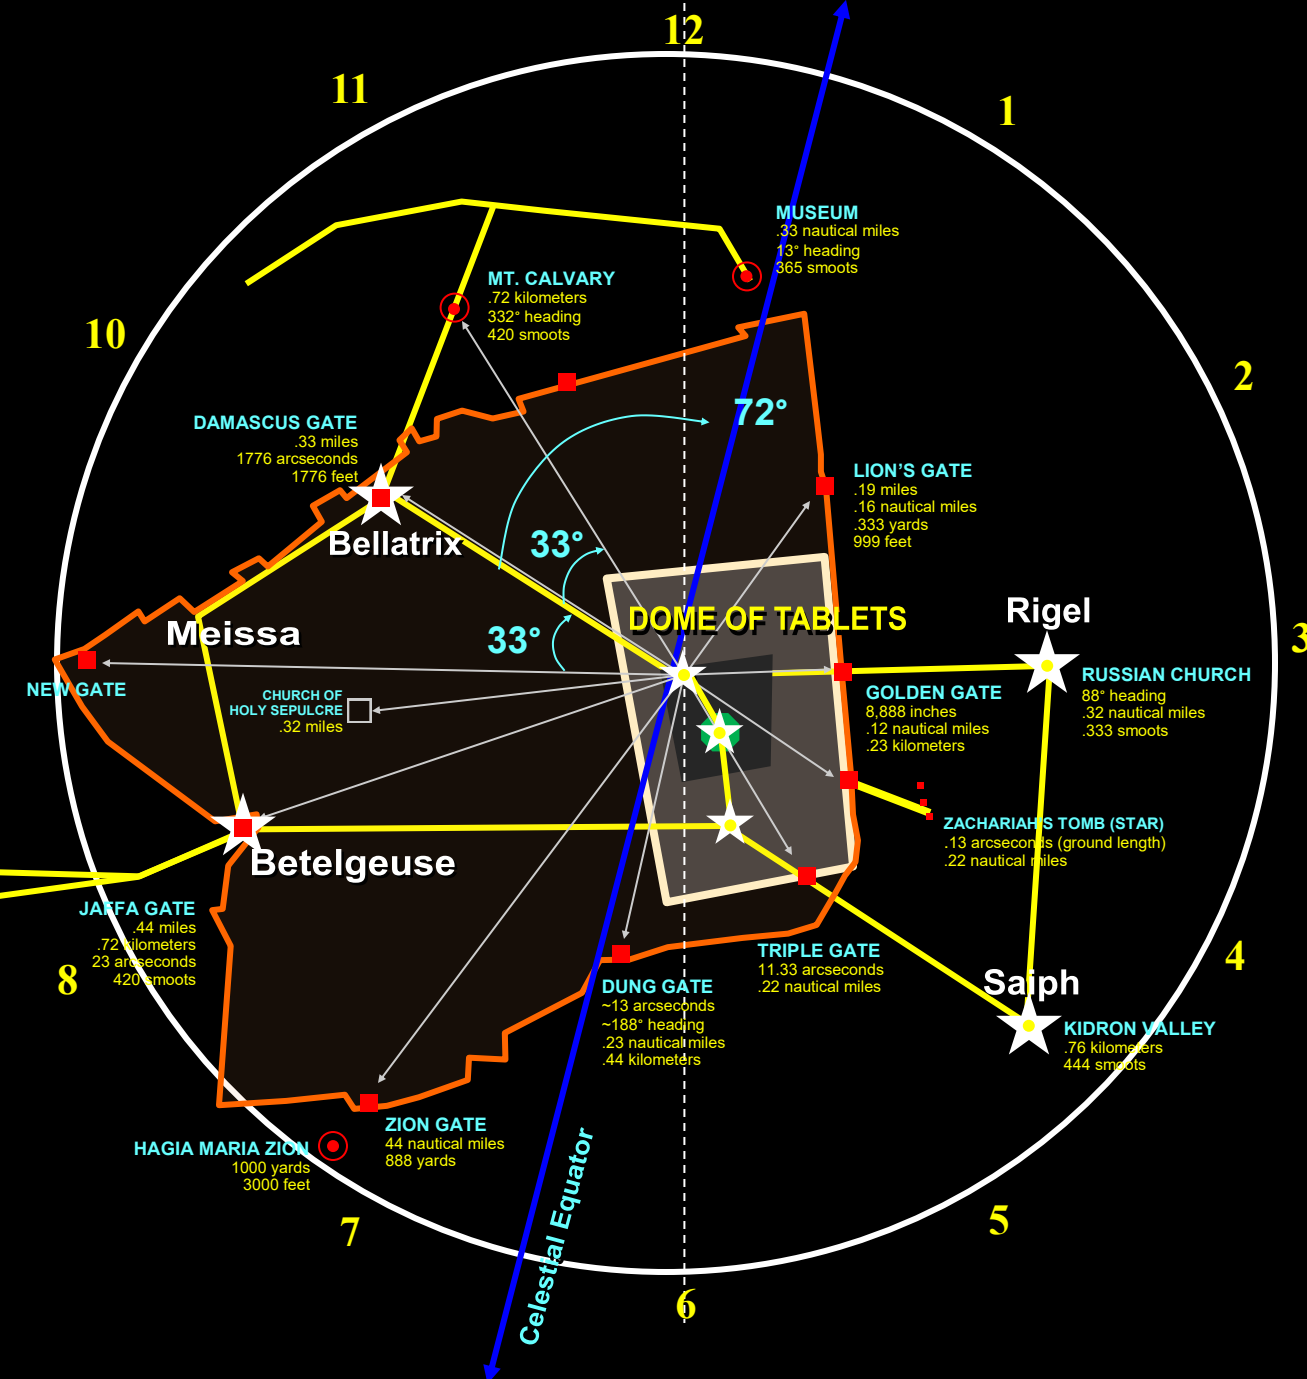 12
11
1
MUSEUM
.33 nautical miles
13° heading
365 smoots
MT. CALVARY
.72 kilometers
332° heading
420 smoots
10
2
72°
DAMASCUS GATE
.33 miles
1776 arcseconds
1776 feet
LION'S GATE
.19 miles
.16 nautical miles
.333 yards
999 feet
Bellatrix
33°
DOME OF TABLETS
Rigel
Meissa
33°
3
NEW GATE
CHURCH OF
HOLY SEPULCRE
.32 miles
RUSSIAN CHURCH
88° heading
.32 nautical miles
.333 smoots
GOLDEN GATE
8,888 inches
.12 nautical miles
.23 kilometers
ZACHARIAH'S TOMB (STAR)
.13 arcseconds (ground length)
.22 nautical miles
Betelgeuse
JAFFA GATE
.44 miles
.72 kilometers
23 arcseconds
420 smoots
8
TRIPLE GATE
11.33 arcseconds
.22 nautical miles
4
Saiph
DUNG GATE
~13 arcseconds
~188° heading
.23 nautical miles
.44 kilometers
KIDRON VALLEY
.76 kilometers
444 smoots
ZION GATE
44 nautical miles
888 yards
HAGIA MARIA ZION
1000 yards
3000 feet
Celestial Equator
7
5
6